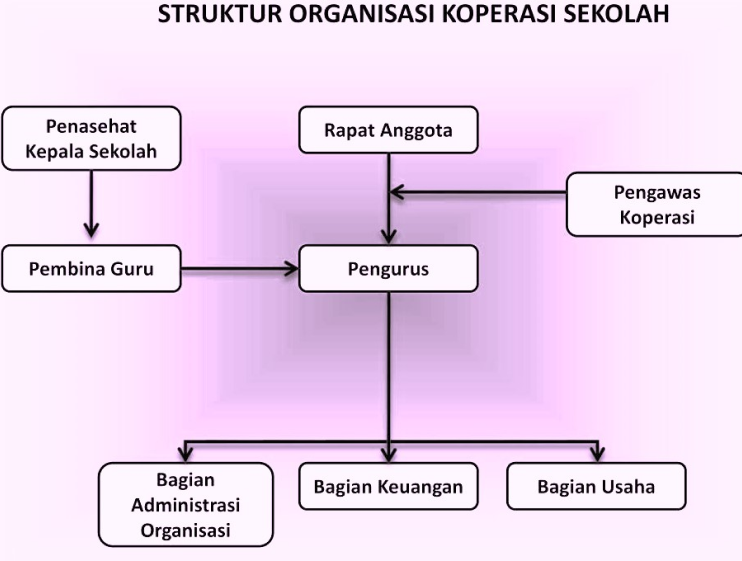 STRUKTUR ORGANISASI KOPERASI SEKOLAH
Penasehat
Kepala Sekolah
Rapat Anggota
Pengawas
Koperasi
Pembina Guru
Pengurus
Bagian
Administrasi
Organisasi
Bagian Keuangan
Bagian Usaha